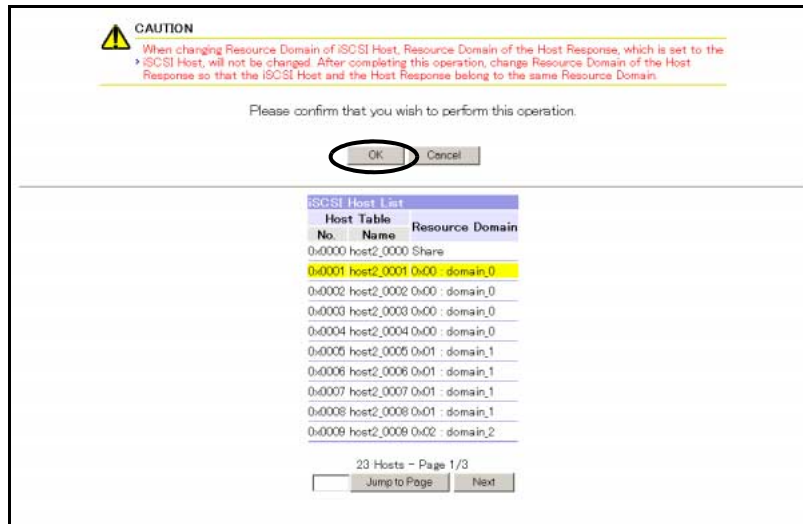 CAUTION
When changing Resource Domain of iSCSI Host, Resource Domain of the Host Response, which is set to the
iSCSI Host, will not be changed. After completing this operation, change Resource Domain of the Host
Response so that the iSCSI Host and the Host Response belong to the same Resource Domain.
Please confirm that you wish to perform this operation.
OK Cancel
iSCSI Host List
Host Table Resource Domain
No. Name
0x0000 host2_0000 Share
0x0001 host2_0001 0x00 : domain_0
0x0002 host2_0002 0x00 : domain_0
0x0003 host2_0003 0x00 : domain_0
0x0004 host2_0004 0x00 : domain_0
0x0005 host2_0005 0x01 : domain_1
0x0006 host2_0006 0x01 : domain_1
0x0007 host2_0007 0x01 : domain_1
0x0008 host2_0008 0x01 : domain_1
0x0009 host2_0009 0x02 : domain_2
23 Hosts - Page 1/3
Jump to Page Next